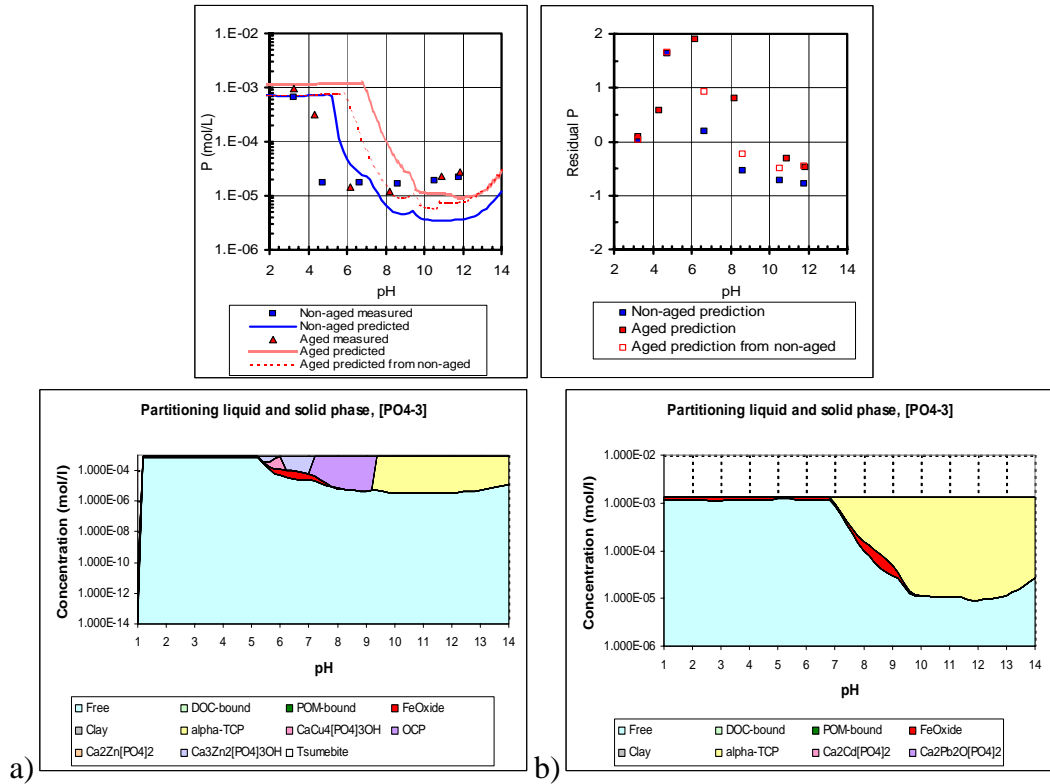 1.E-02
1.E-03
1.E-04
1.E-05
1.E-06
P (mol/L)
2 4 6 8 10 12 14
pH
Non-aged measured
Non-aged predicted
Aged measured
Aged predicted
Aged predicted from non-aged
2
1
0
-1
-2
Residual P
2 4 6 8 10 12 14
pH
Non-aged prediction
Aged prediction
Aged prediction from non-aged
a)
Partitioning liquid and solid phase, [PO4-3]
Concentration (mol/l)
1.000E-04
1.000E-06
1.000E-08
1.000E-10
1.000E-12
1.000E-14
1 2 3 4 5 6 7 8 9 10 11 12 13 14
pH
Free DOC-bound POM-bound FeOxide
Clay alpha-TCP CaCu4[PO4]3OH OCP
Ca2Zn[PO4]2 Ca3Zn2[PO4]3OH Tsumebite
b)
Partitioning liquid and solid phase, [PO4-3]
Concentration (mol/l)
1.000E-02
1.000E-03
1.000E-04
1.000E-05
1.000E-06
1 2 3 4 5 6 7 8 9 10 11 12 13 14
pH
Free DOC-bound POM-bound FeOxide
Clay alpha-TCP Ca2Cd[PO4]2 Ca2Pb2O[PO4]2